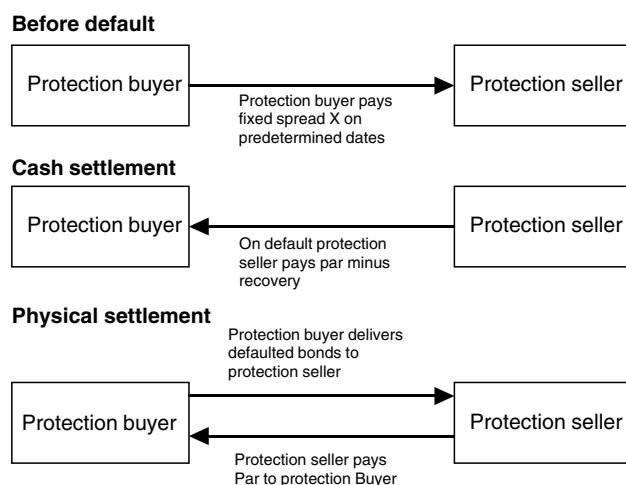 Before default
Protection buyer
Protection seller
Protection buyer pays
fixed spread X on
predetermined dates
Cash settlement
Protection buyer
Protection seller
On default protection
seller pays par minus
recovery
Physical settlement
Protection buyer delivers
defaulted bonds to
protection seller
Protection buyer
Protection seller
Protection seller pays
Par to protection Buyer